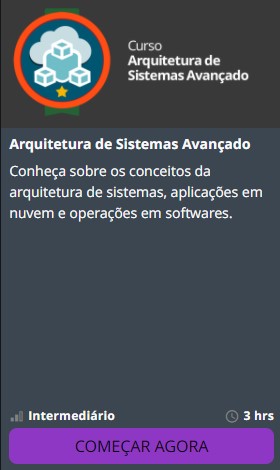 Curso
Arquitetura de
Sistemas Avançado
Arquitetura de Sistemas Avançado
Conheça sobre os conceitos da
arquitetura de sistemas, aplicações em
nuvem e operações em softwares.
Intermediário 3 hrs
COMEÇAR AGORA